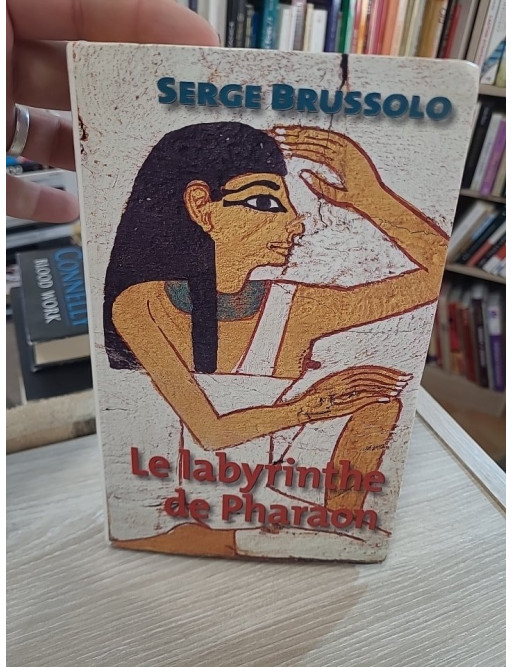 SERGE BRUSSOLO
CONNELLY
BLOOD WORK
Le labyrinthe
de Pharaon